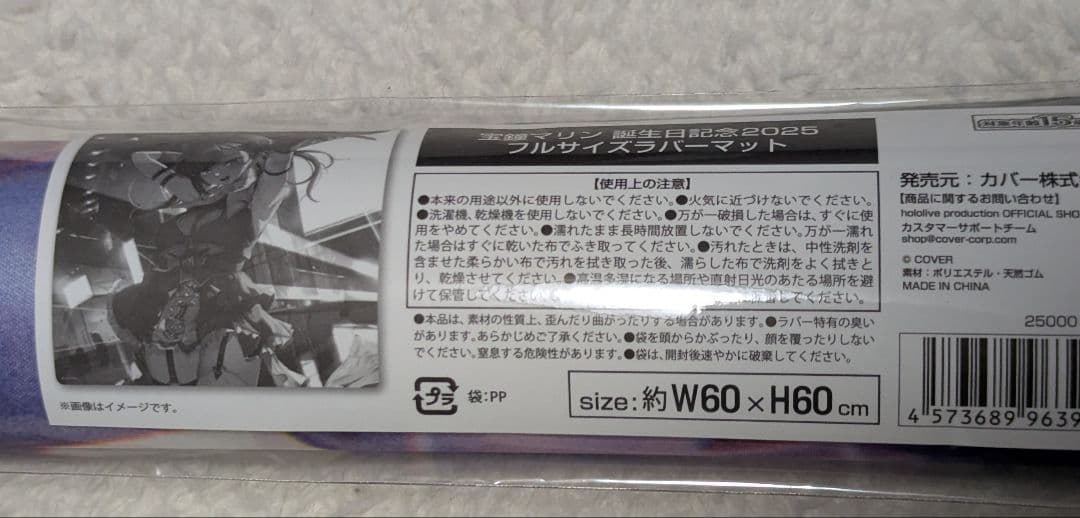 宝鐘マリン 誕生日記念2025
フルサイズラバーマット
【使用上の注意】
●本来の用途以外に使用しないでください。●火気に近づけないでください。
●洗濯機、乾燥機を使用しないでください。●万が一破損した場合は、すぐに使用
をやめてください。●濡れたまま長時間放置しないでください。万が一濡れ
た場合はすぐに乾いた布でふき取ってください。●汚れたときは、中性洗剤を
含ませた柔らかい布で汚れを拭き取った後、濡らした布で洗剤をよく拭きと
り、乾燥させてください。●高温多湿になる場所や直射日光のあたる場所を避
けて保管してください。 してください。
●本品は、素材の性質上、歪んだり曲がったりする場合があります。●ラバー特有の臭い
があります。あらかじめご了承ください。●袋を頭からかぶったり、顔を覆ったりしない
でください。窒息する危険性があります。●袋は、開封後速やかに破棄してください。
プラ 袋:PP
size:約W60×H60cm
※画像はイメージです。
対象年齢15
発売元:カバー株式
【商品に関するお問い合わせ】
hololive production OFFICIAL SHO
カスタマーサポートチーム
shop@cover-corp.com
© COVER
素材:ポリエステル・天然ゴム
MADE IN CHINA
25000
4 573689 9639